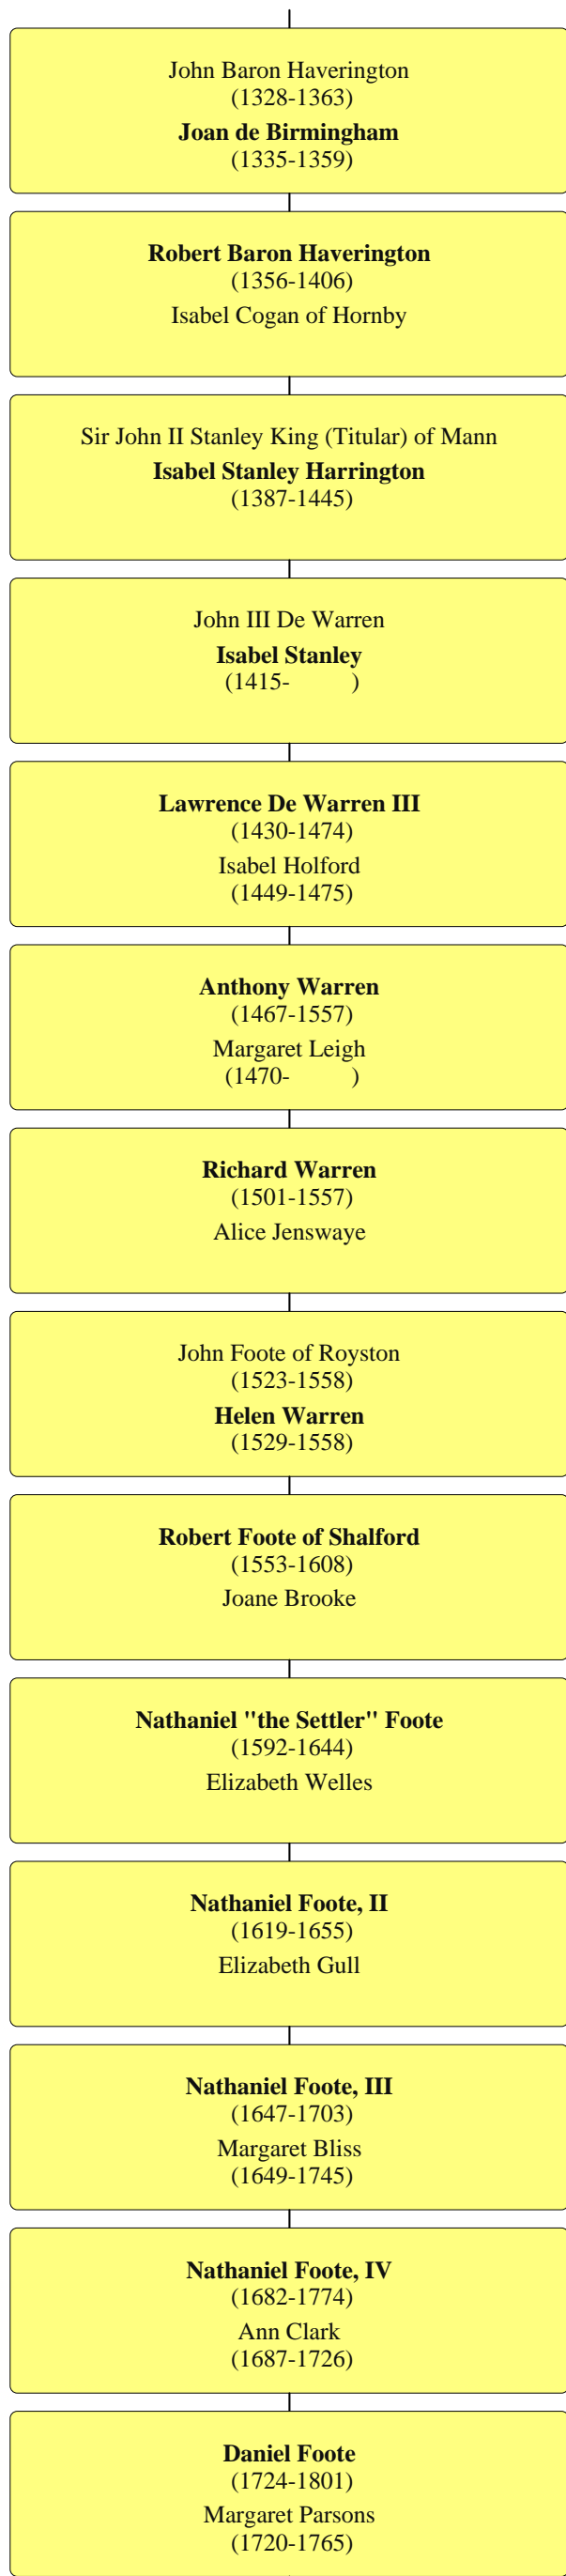 John Baron Haverington
(1328-1363)
Joan de Birmingham
(1335-1359)
Robert Baron Haverington
(1356-1406)
Isabel Cogan of Hornby
Sir John II Stanley King (Titular) of Mann
Isabel Stanley Harrington
(1387-1445)
John III De Warren
Isabel Stanley
(1415-          )
Lawrence De Warren III
(1430-1474)
Isabel Holford
(1449-1475)
Anthony Warren
(1467-1557)
Margaret Leigh
(1470-          )
Richard Warren
(1501-1557)
Alice Jenswaye
John Foote of Royston
(1523-1558)
Helen Warren
(1529-1558)
Robert Foote of Shalford
(1553-1608)
Joane Brooke
Nathaniel "the Settler" Foote
(1592-1644)
Elizabeth Welles
Nathaniel Foote, II
(1619-1655)
Elizabeth Gull
Nathaniel Foote, III
(1647-1703)
Margaret Bliss
(1649-1745)
Nathaniel Foote, IV
(1682-1774)
Ann Clark
(1687-1726)
Daniel Foote
(1724-1801)
Margaret Parsons
(1720-1765)